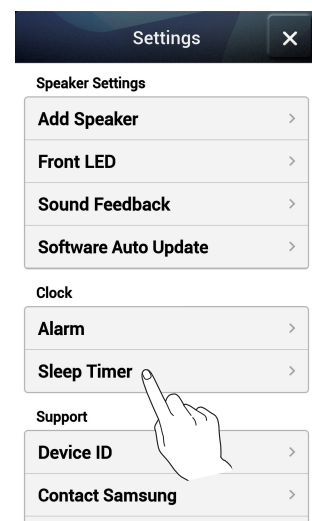 Settings
Speaker Settings
Add Speaker
Front LED
Sound Feedback
Software Auto Update
Clock
Alarm
Sleep Timer
Support
Device ID
Contact Samsung